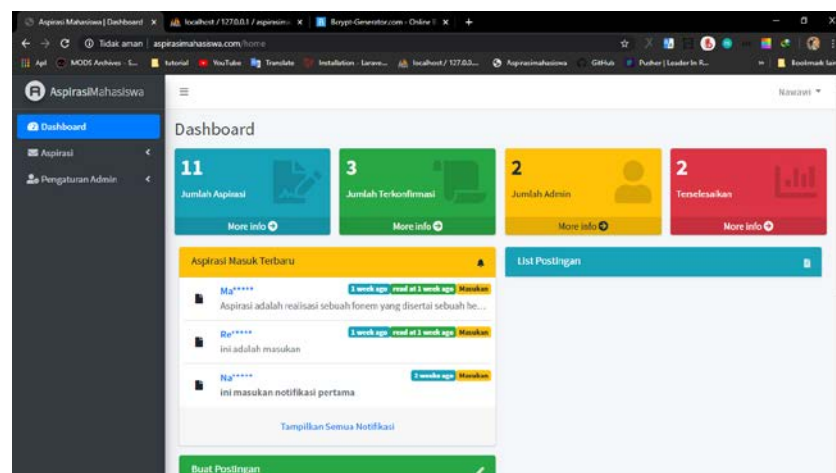 Aspirasi Mahasiswa | Dashboard
localhost / 127.0.0.1 / aspirasim
Bcrypt-Generator.com - Online
Tidak aman
aspirasimahasiswa.com/home
Apl
MODS Archives - S...
tutorial
YouTube
Translate
Installation - Larave...
localhost / 127.0.0....
Aspirasimahasiswa
GitHub
Pusher | Leader In R...
Bookmark lain
AspirasiMahasiswa
Nawawi
Dashboard
Aspirasi
Pengaturan Admin
Dashboard
11
Jumlah Aspirasi
More info
3
Jumlah Terkonfirmasi
More info
2
Jumlah Admin
More info
2
Terselesaikan
More info
Aspirasi Masuk Terbaru
Ma*****
1 week ago read at 1 week ago Masukan
Aspirasi adalah realisasi sebuah fonem yang disertai sebuah he...
Re*****
1 week ago read at 1 week ago Masukan
ini adalah masukan
Na*****
2 weeks ago Masukan
ini masukan notifikasi pertama
Tampilkan Semua Notifikasi
List Postingan
Buat Postingan